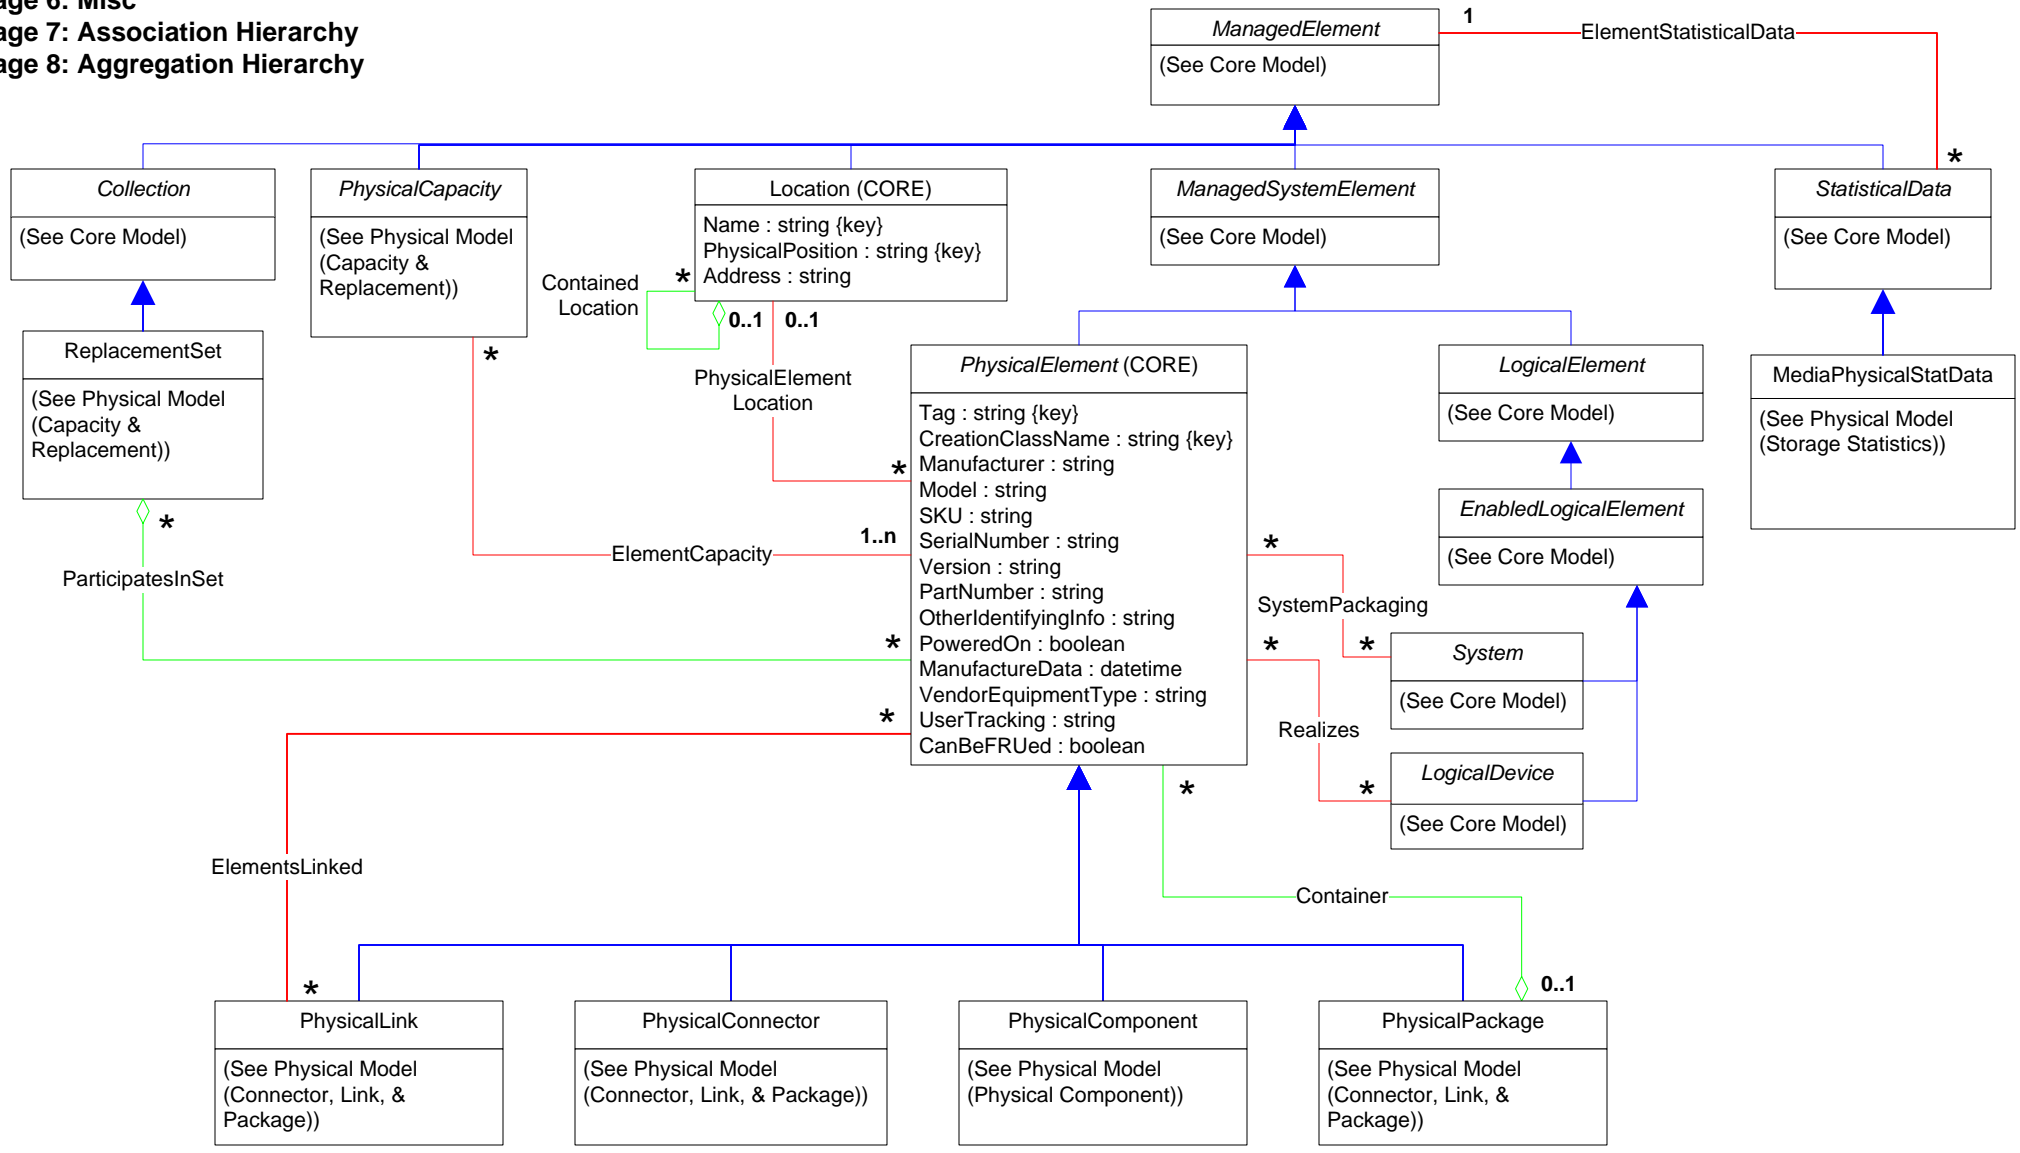 age 6: Misc
age 7: Association Hierarchy
age 8: Aggregation Hierarchy
ManagedElement
(See Core Model)
1
ElementStatisticalData
*
Collection
(See Core Model)
PhysicalCapacity
(See Physical Model
(Capacity &
Replacement))
*
Location (CORE)
Name : string {key}
PhysicalPosition : string {key}
Address : string
Contained
Location
*
0..1
0..1
ManagedSystemElement
(See Core Model)
StatisticalData
(See Core Model)
ReplacementSet
(See Physical Model
(Capacity &
Replacement))
*
ParticipatesInSet
*
PhysicalElement
Location
*
ElementCapacity
1..n
PhysicalElement (CORE)
Tag : string {key}
CreationClassName : string {key}
Manufacturer : string
Model : string
SKU : string
SerialNumber : string
Version : string
PartNumber : string
OtherIdentifyingInfo : string
PoweredOn : boolean
ManufactureData : datetime
VendorEquipmentType : string
UserTracking : string
CanBeFRUed : boolean
LogicalElement
(See Core Model)
MediaPhysicalStatData
(See Physical Model
(Storage Statistics))
EnabledLogicalElement
(See Core Model)
*
SystemPackaging
*
System
(See Core Model)
*
Realizes
*
LogicalDevice
(See Core Model)
*
ElementsLinked
*
*
Container
0..1
PhysicalLink
(See Physical Model
(Connector, Link, &
Package))
PhysicalConnector
(See Physical Model
(Connector, Link, & Package))
PhysicalComponent
(See Physical Model
(Physical Component))
PhysicalPackage
(See Physical Model
(Connector, Link, &
Package))